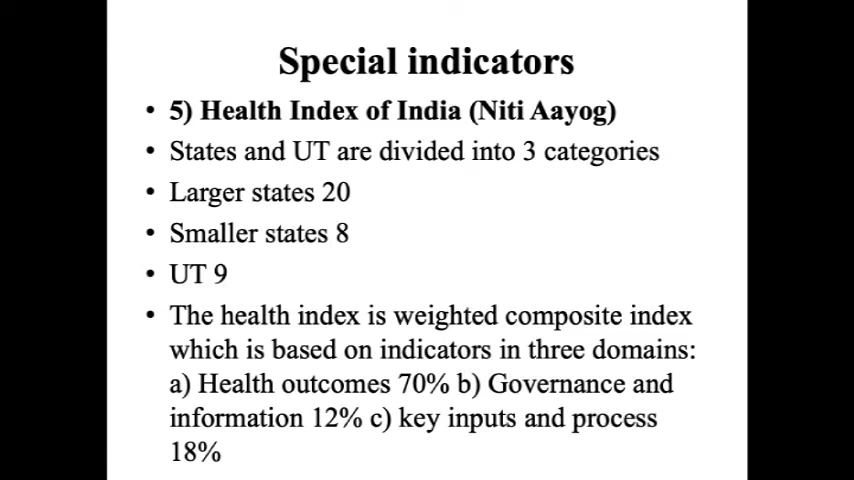 Special indicators
• 5) Health Index of India (Niti Aayog)
• States and UT are divided into 3 categories
• Larger states 20
• Smaller states 8
• UT 9
• The health index is weighted composite index
which is based on indicators in three domains:
a) Health outcomes 70% b) Governance and
information 12% c) key inputs and process
18%